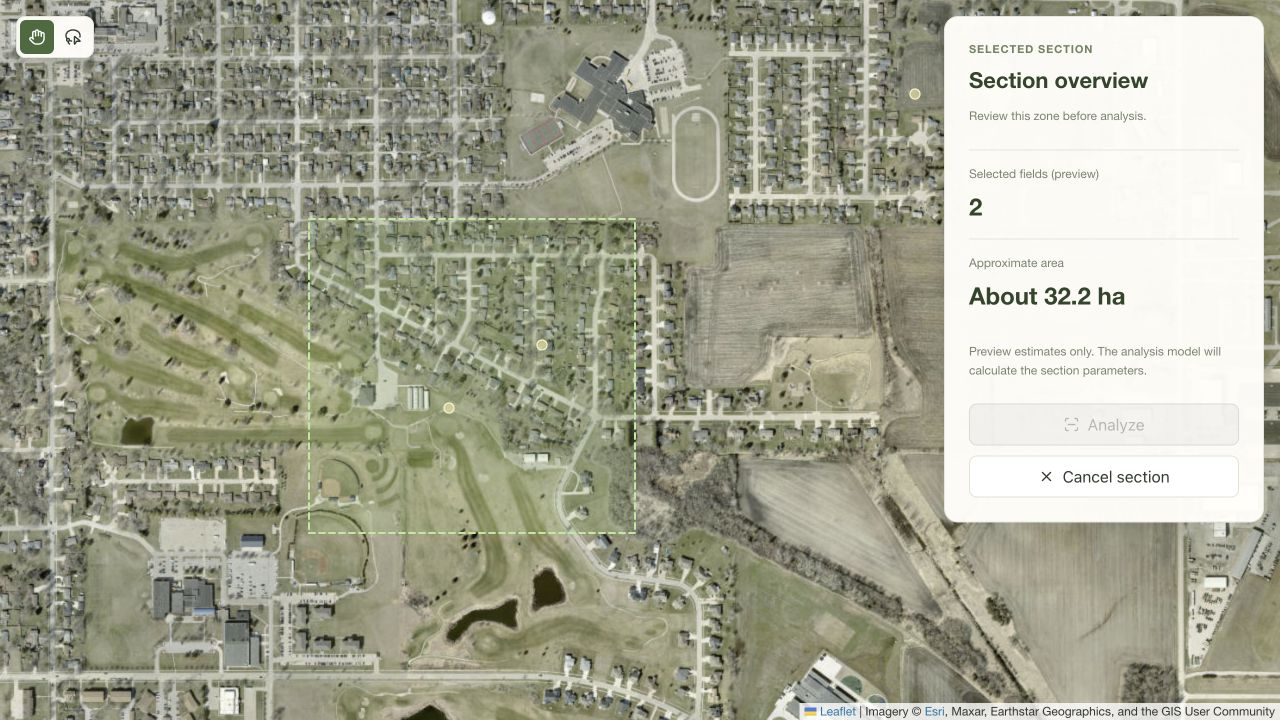 SELECTED SECTION
Section overview
Review this zone before analysis.
Selected fields (preview)
2
Approximate area
About 32.2 ha
Preview estimates only. The analysis model will
calculate the section parameters.
Analyze
Cancel section
Leaflet | Imagery © Esri, Maxar, Earthstar Geographics, and the GIS User Community